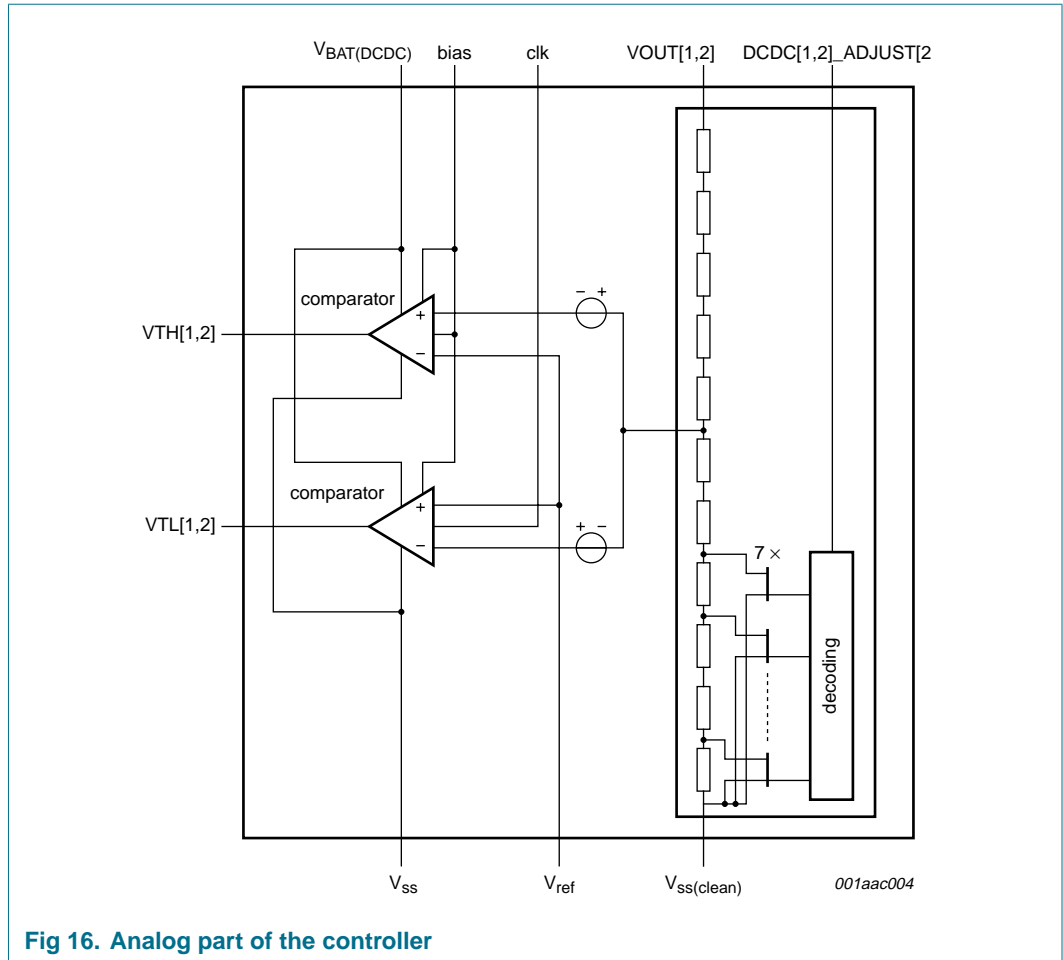 VBAT(DCDC) bias clk VOUT[1,2] DCDC[1,2]_ADJUST[2
− +
comparator
+
VTH[1,2]
−
comparator
+
VTL[1,2]
+ −
−
7 ×
decoding
Vss Vref Vss(clean) 001aac004
Fig 16. Analog part of the controller